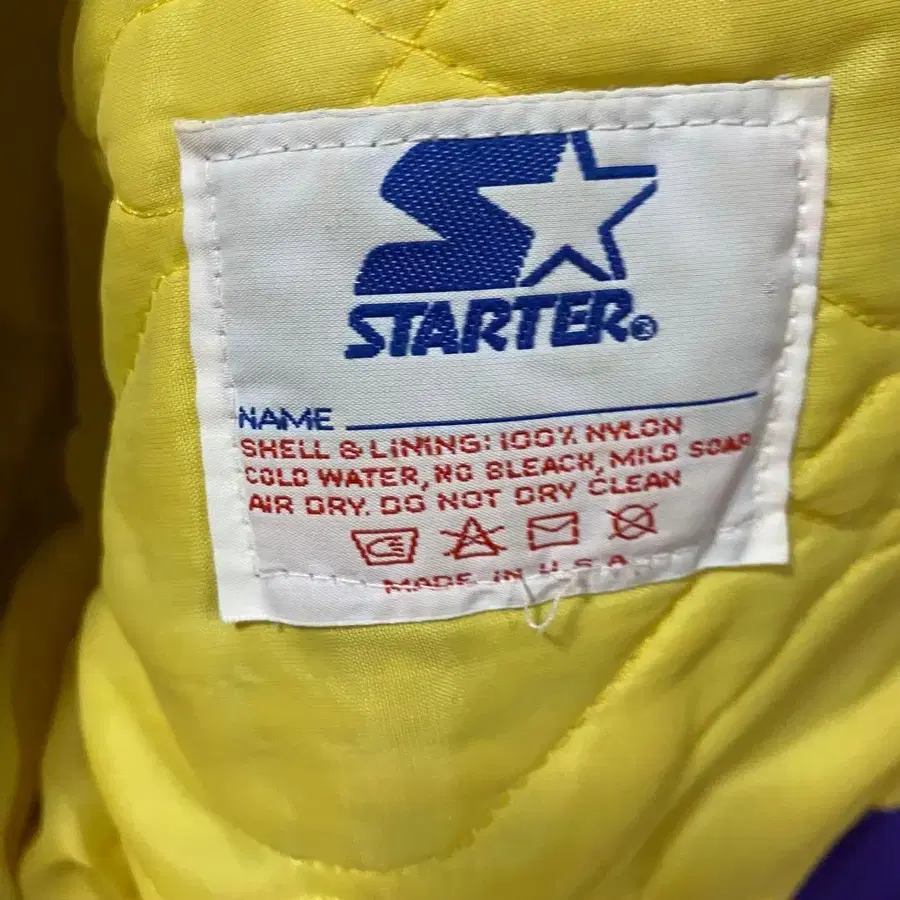 STARTER®
NAME
SHELL & LINING: 100% NYLON
COLD WATER, NO BLEACH, MILD SOAP
AIR DRY. DO NOT DRY CLEAN
MADE IN U.S.A